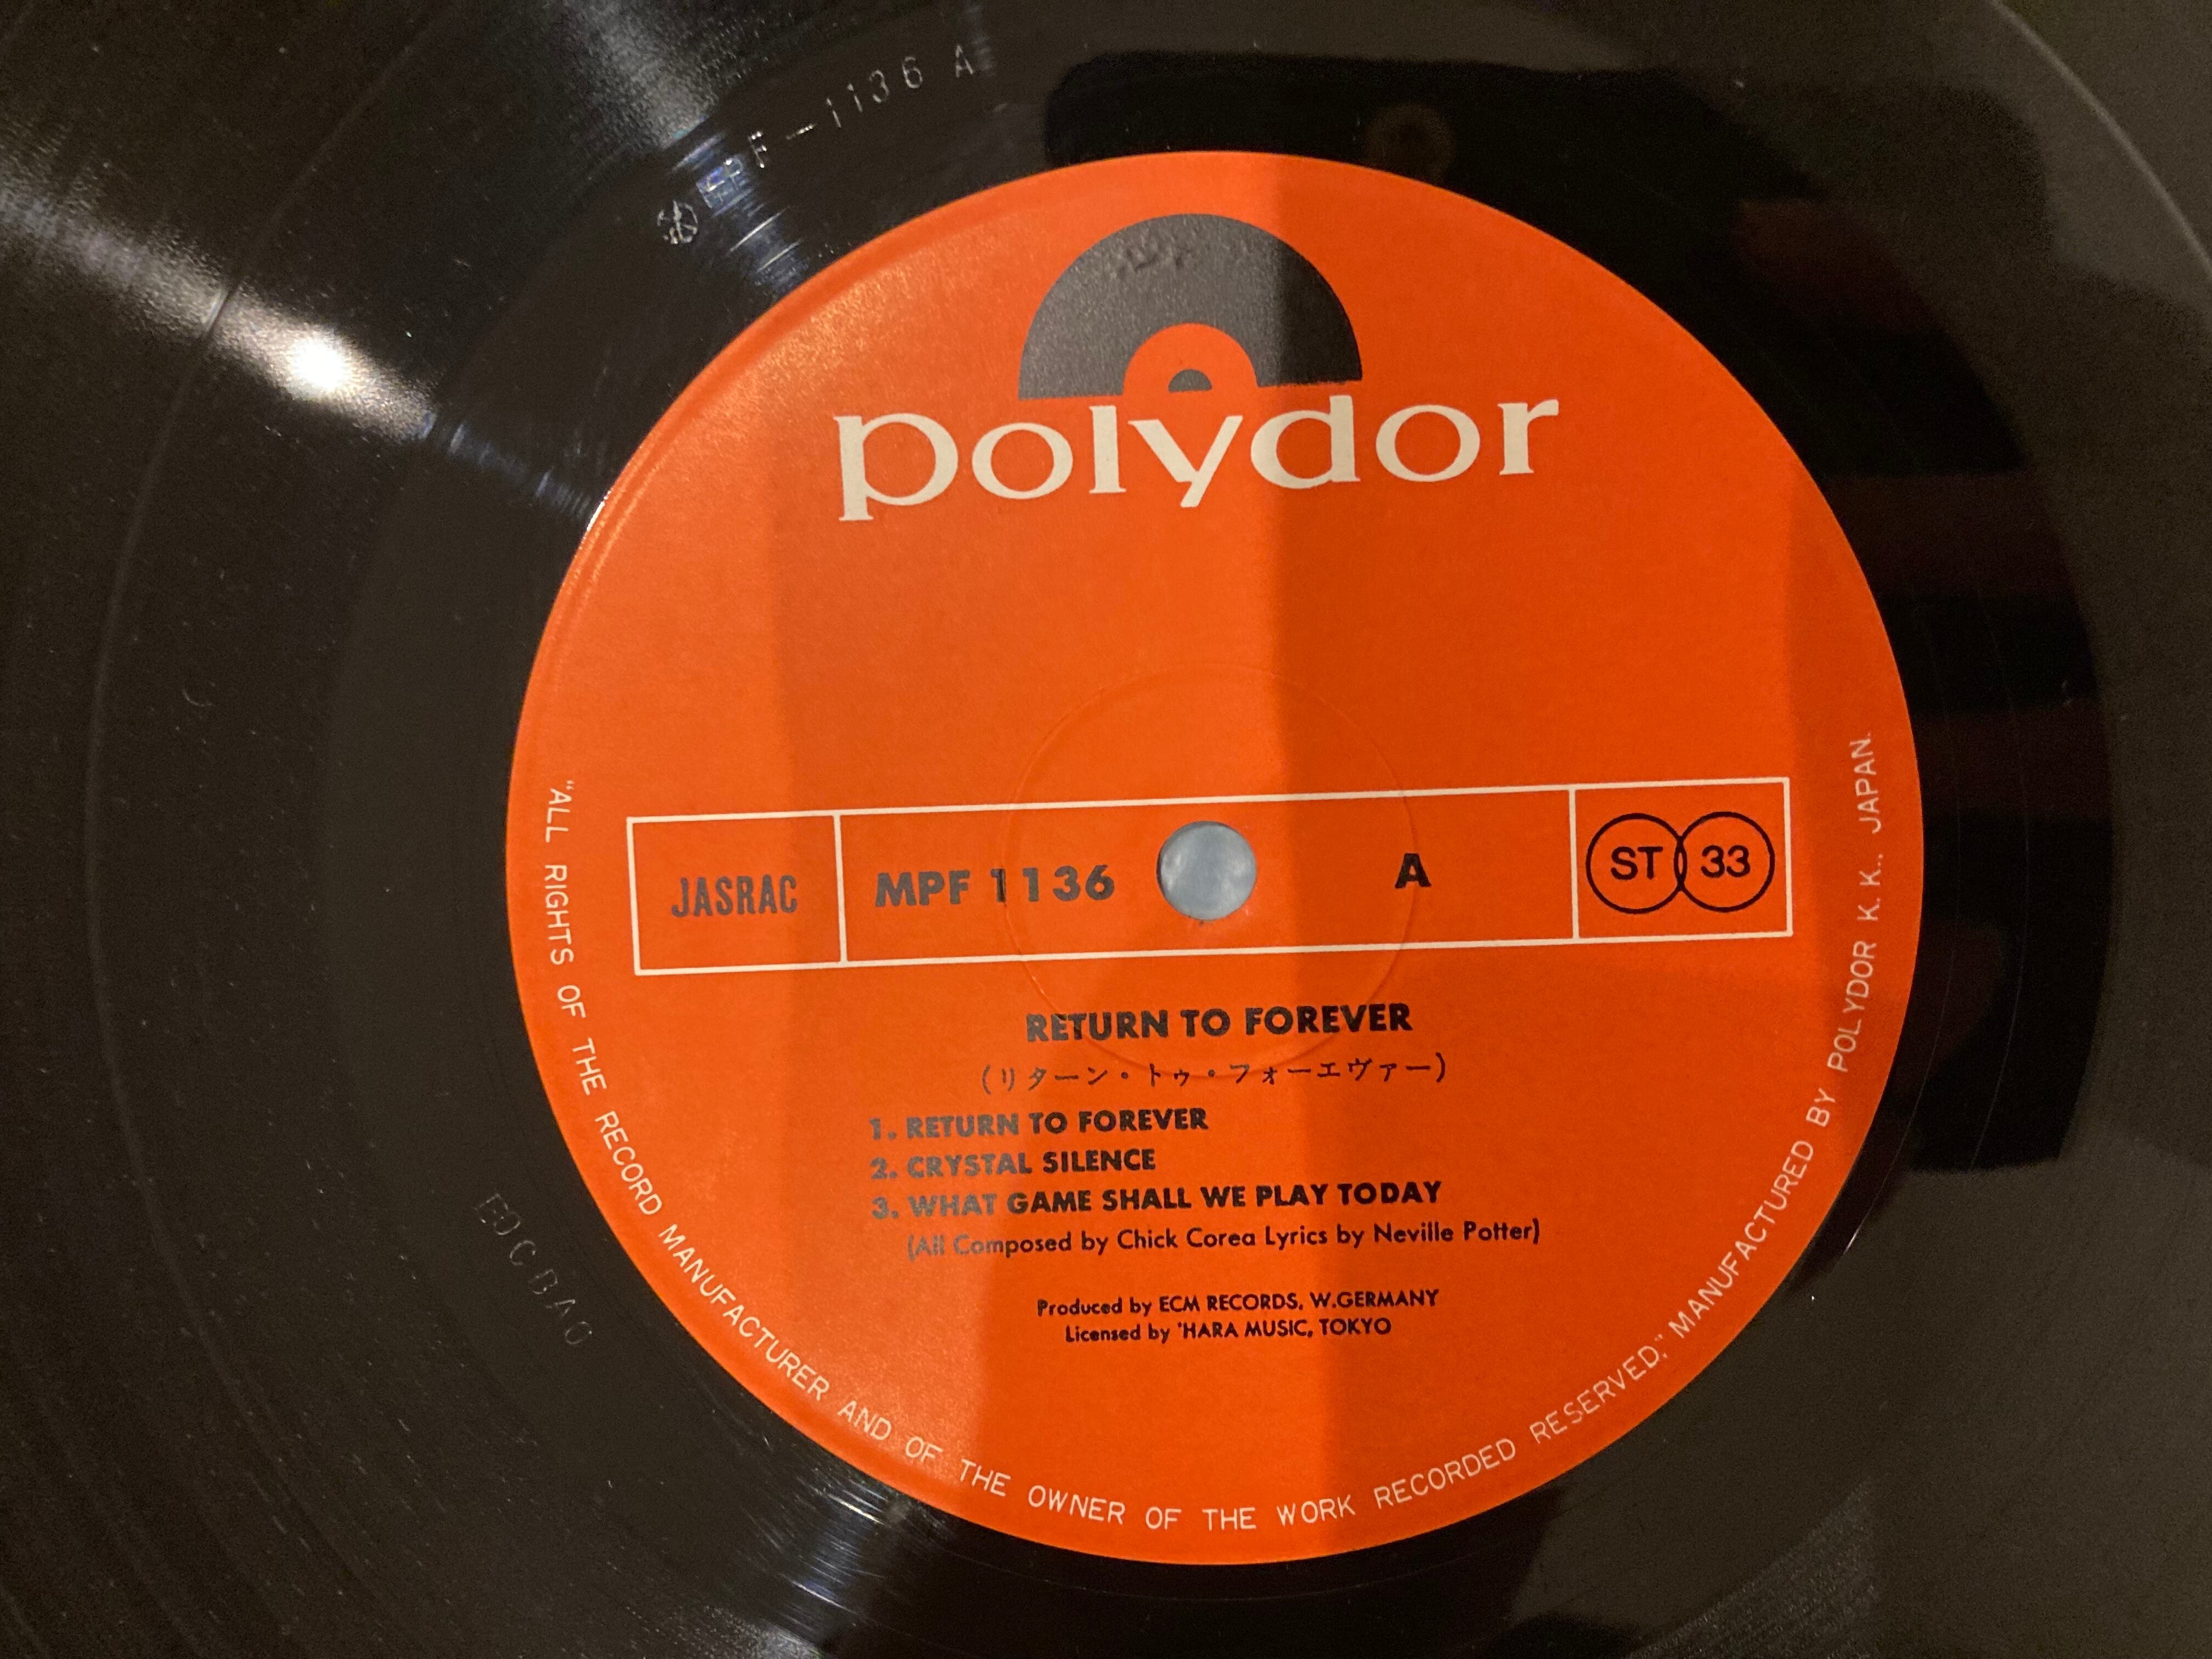 1136 A
polydor
JASRAC
MPF 1136
A
ST 33
RETURN TO FOREVER
(リターン・トゥ・フォーエヴァー)
1. RETURN TO FOREVER
2. CRYSTAL SILENCE
3. WHAT GAME SHALL WE PLAY TODAY
(All Composed by Chick Corea Lyrics by Neville Potter)
Produced by ECM RECORDS, W.GERMANY
Licensed by 'HARA MUSIC, TOKYO
"ALL RIGHTS OF THE RECORD MANUFACTURER AND OF THE OWNER OF THE WORK RECORDED RESERVED." MANUFACTURED BY POLYDOR K.K., JAPAN.